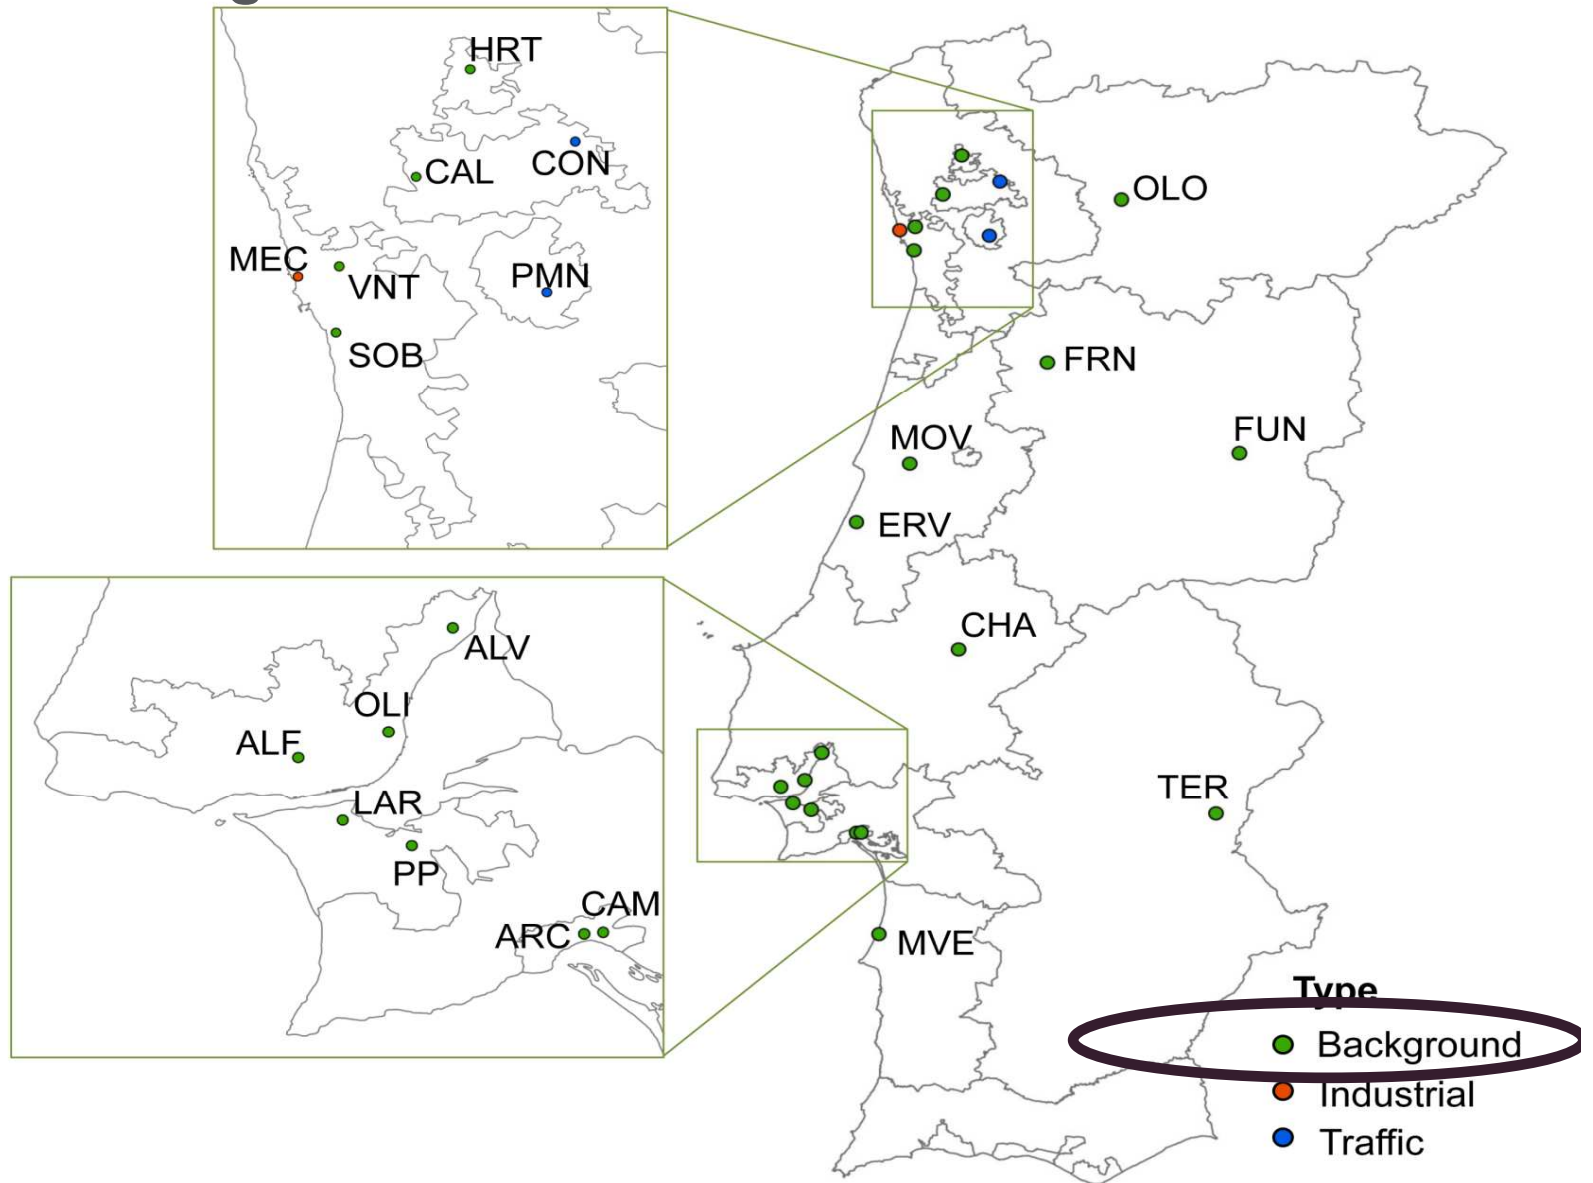 HRT
CAL
CON
MEC
VNT
PMN
SOB
OLO
FRN
FUN
MOV
ERV
CHA
ALV
OLI
ALF
LAR
PP
CAM
ARC
TER
MVE
Type
Background
Industrial
Traffic